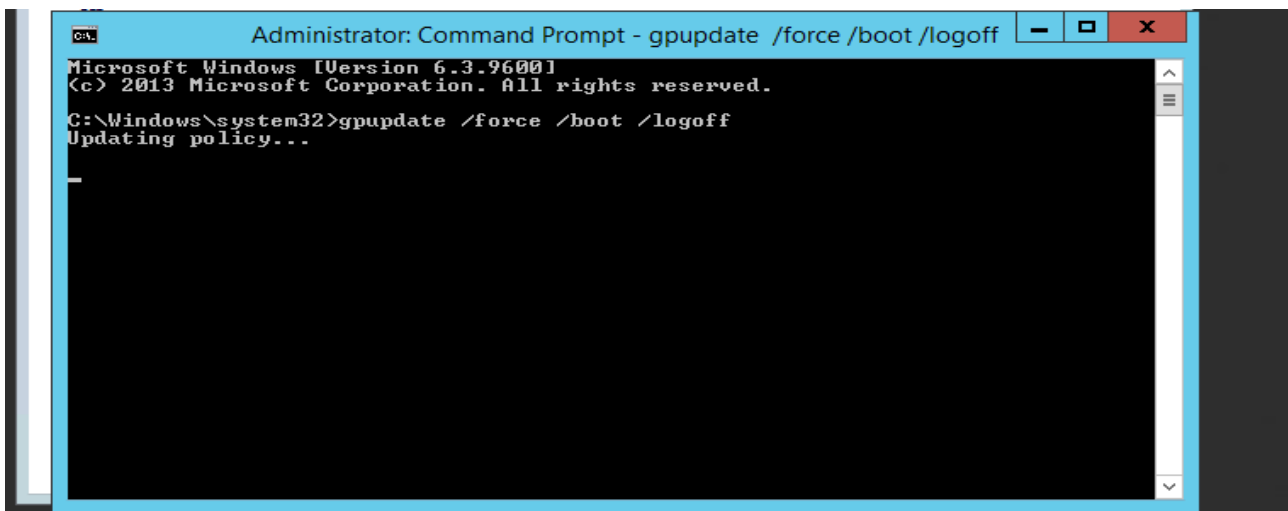 Administrator: Command Prompt - gpupdate  /force /boot /logoff
Microsoft Windows [Version 6.3.9600]
(c) 2013 Microsoft Corporation. All rights reserved.
C:\Windows\system32>gpupdate /force /boot /logoff
Updating policy...